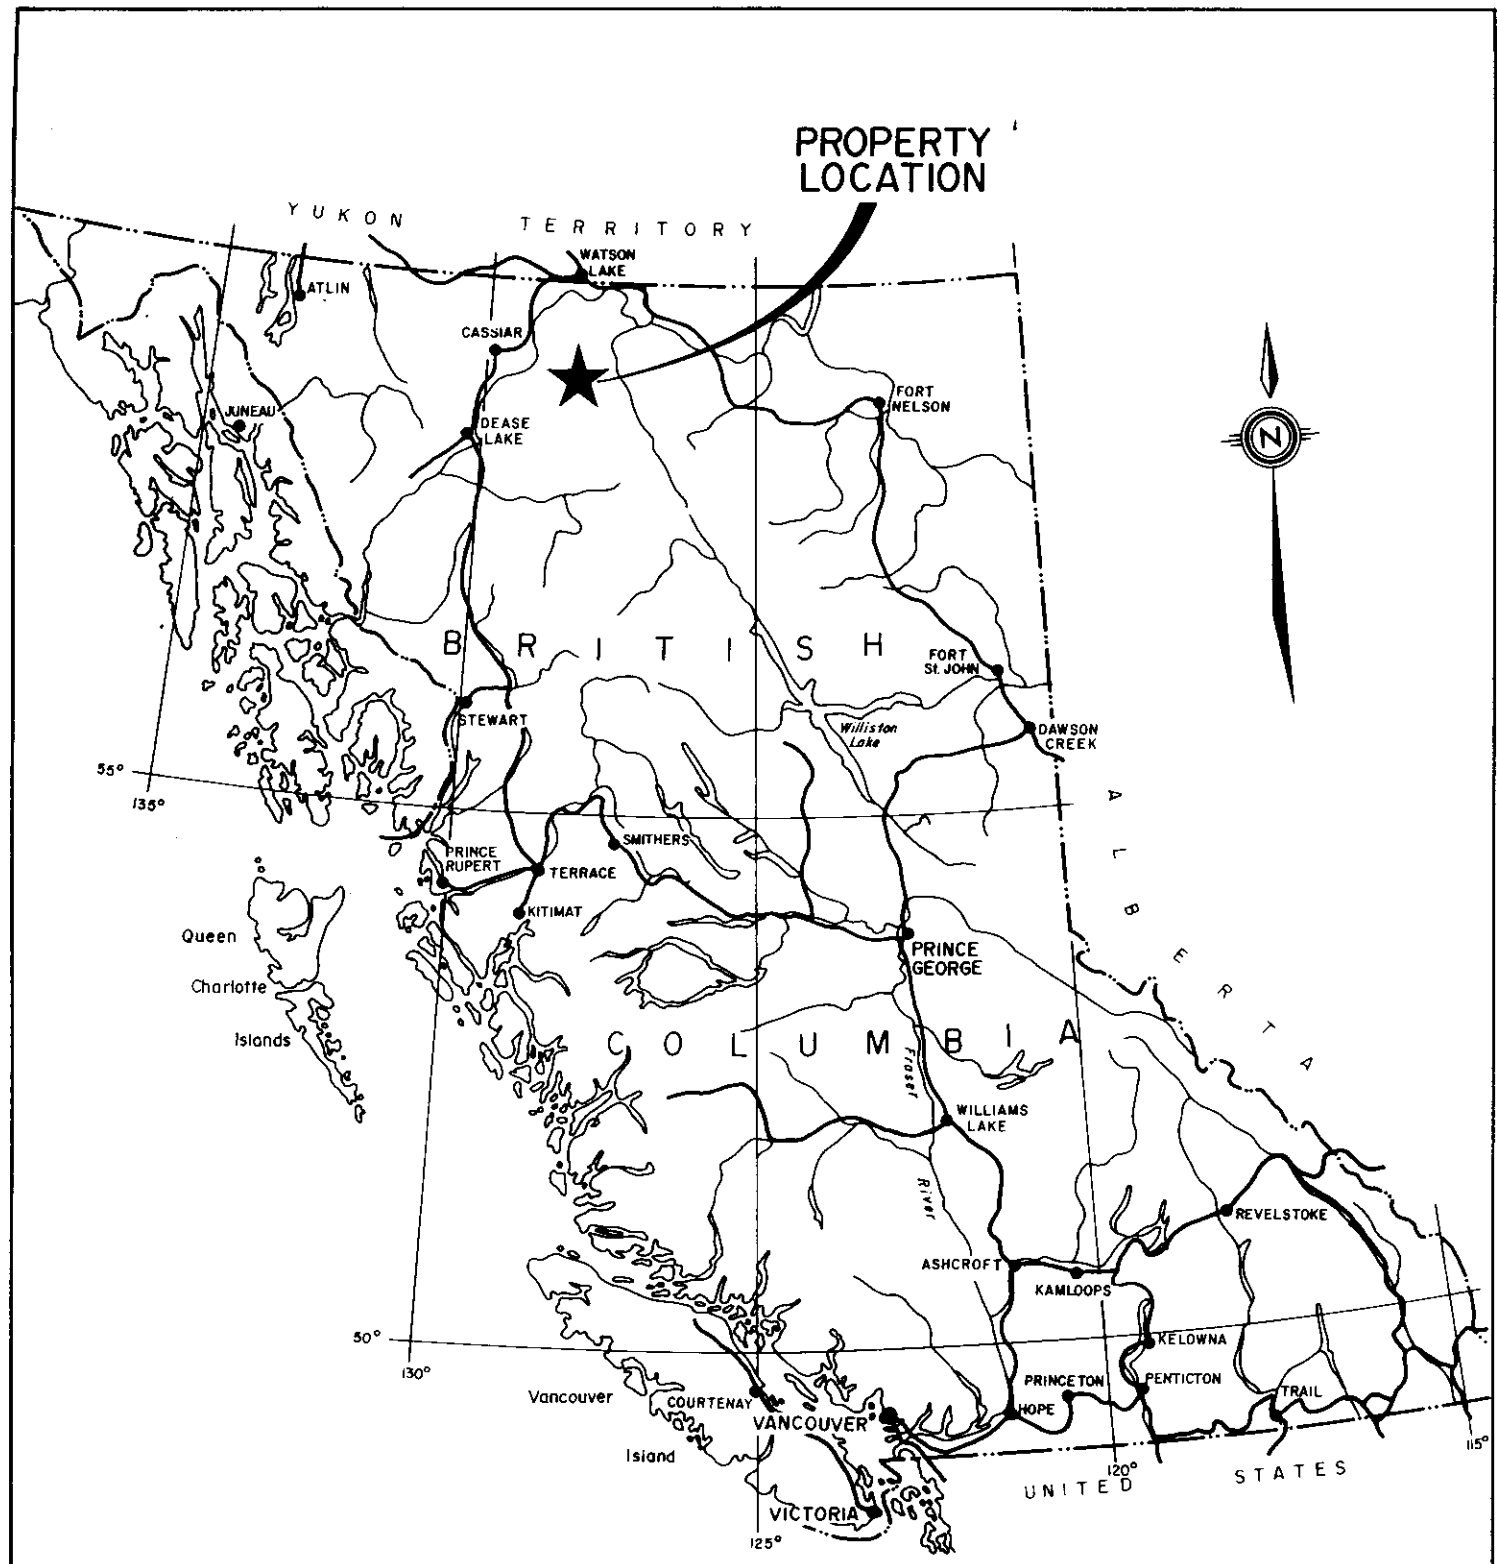 PROPERTY
LOCATION
YUKON TERRITORY
WATSON
LAKE
ATLIN
CASSIAR
JUNEAU
DEASE
LAKE
FORT
NELSON
N
BRITISH
FORT
St. JOHN
STEWART
Williston
Lake
DAWSON
CREEK
55°
135°
ALBERTA
SMITHERS
PRINCE
RUPERT
TERRACE
KITIMAT
Queen
Charlotte
Islands
PRINCE
GEORGE
COLUMBIA
Fraser
River
WILLIAMS
LAKE
REVELSTOKE
ASHCROFT
KAMLOOPS
50°
130°
KELOWNA
Vancouver
Island
COURTENAY
PRINCETON
PENTICTON
TRAIL
VANCOUVER
HOPE
115°
120°
UNITED STATES
VICTORIA
125°